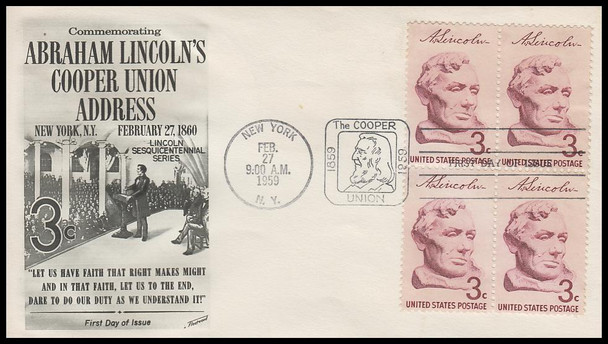 Commemorating
ABRAHAM LINCOLN'S
COOPER UNION
ADDRESS
NEW YORK, N.Y. FEBRUARY 27, 1860
LINCOLN
SESQUICENTENNIAL
SERIES
3c
"LET US HAVE FAITH THAT RIGHT MAKES MIGHT
AND IN THAT FAITH, LET US TO THE END,
DARE TO DO OUR DUTY AS WE UNDERSTAND IT!"
First Day of Issue
NEW YORK
FEB.
27
9:00 A.M.
1959
N. Y.
The COOPER
1859
1959
UNION
A. Lincoln
A. Lincoln
3c
3c
UNITED STATES POSTAGE
UNITED STATES POSTAGE
FIRST DAY OF ISSUE
A. Lincoln
A. Lincoln
3c
3c
UNITED STATES POSTAGE
UNITED STATES POSTAGE